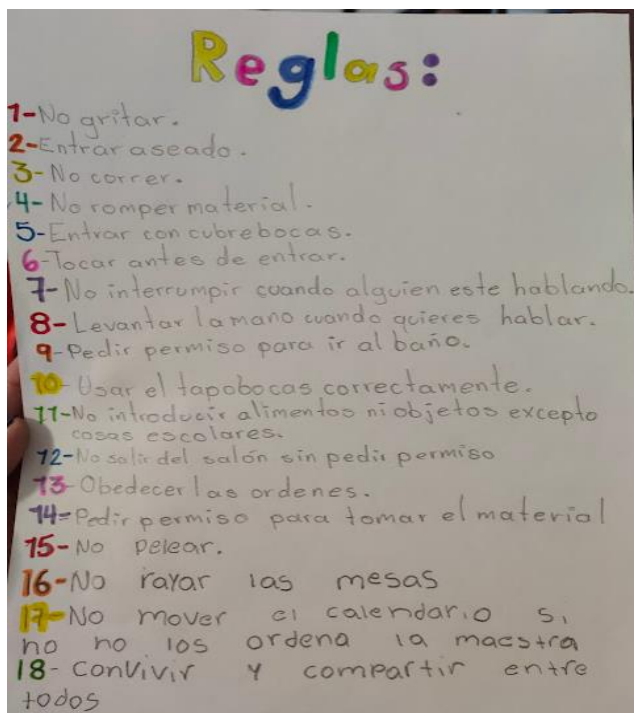 Reglas:
1-No gritar.
2-Entrar aseado.
3-No correr.
4-No romper material.
5-Entrar con cubrebocas.
6-Tocar antes de entrar.
7-No interrumpir cuando alguien este hablando.
8-Levantar la mano cuando quieres hablar.
9-Pedir permiso para ir al baño.
10-Usar el tapobocas correctamente.
11-No introducir alimentos ni objetos excepto
cosas escolares.
12-No salir del salón sin pedir permiso
13-Obedecer las ordenes.
14-Pedir permiso para tomar el material
15-No pelear.
16-No rayar las mesas
17-No mover el calendario si
no no los ordena la maestra
18-convivir y compartir entre
todos